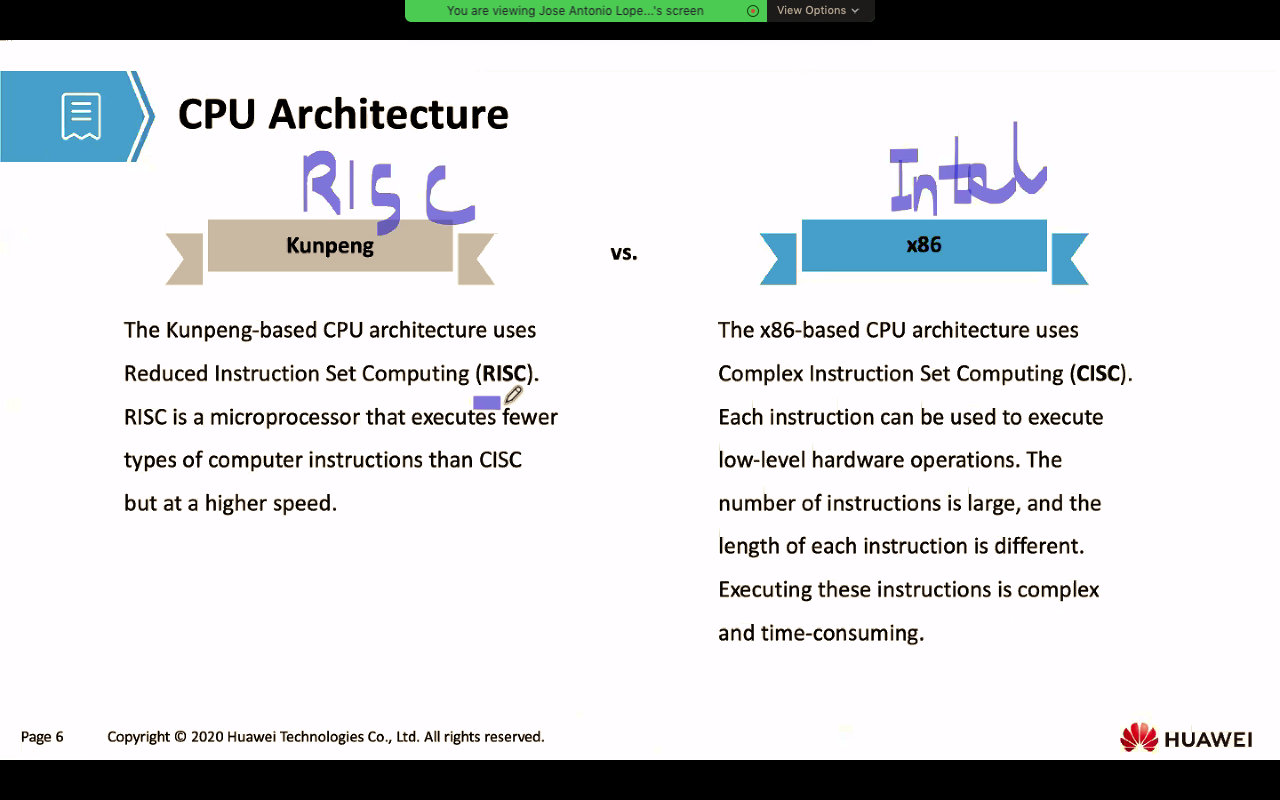 You are viewing Jose Antonio Lope...'s screen
View Options
CPU Architecture
RISC
Intel
Kunpeng
vs.
x86
The Kunpeng-based CPU architecture uses
Reduced Instruction Set Computing (RISC).
RISC is a microprocessor that executes fewer
types of computer instructions than CISC
but at a higher speed.
The x86-based CPU architecture uses
Complex Instruction Set Computing (CISC).
Each instruction can be used to execute
low-level hardware operations. The
number of instructions is large, and the
length of each instruction is different.
Executing these instructions is complex
and time-consuming.
Page 6
Copyright © 2020 Huawei Technologies Co., Ltd. All rights reserved.
HUAWEI